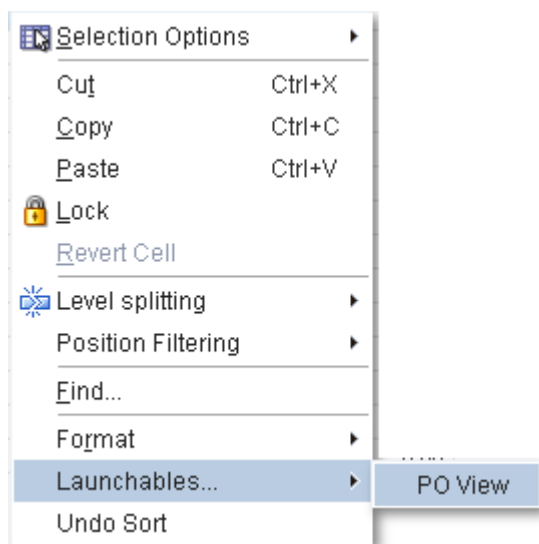 Selection Options
Cut Ctrl+X
Copy Ctrl+C
Paste Ctrl+V
Lock
Revert Cell
Level splitting
Position Filtering
Find...
Format
Launchables... PO View
Undo Sort